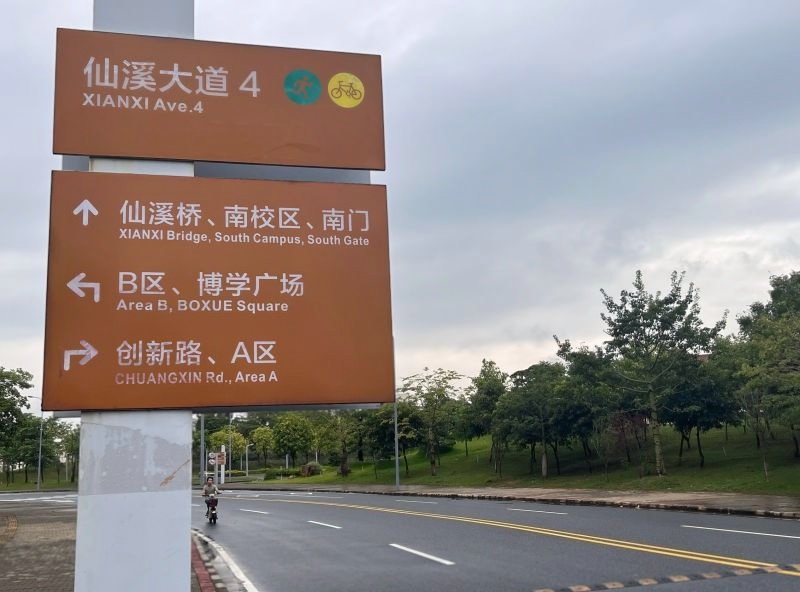 仙溪大道 4
XIANXI Ave.4
仙溪桥、南校区、南门
XIANXI Bridge, South Campus, South Gate
B区、博学广场
Area B, BOXUE Square
创新路、A区
CHUANGXIN Rd., Area A